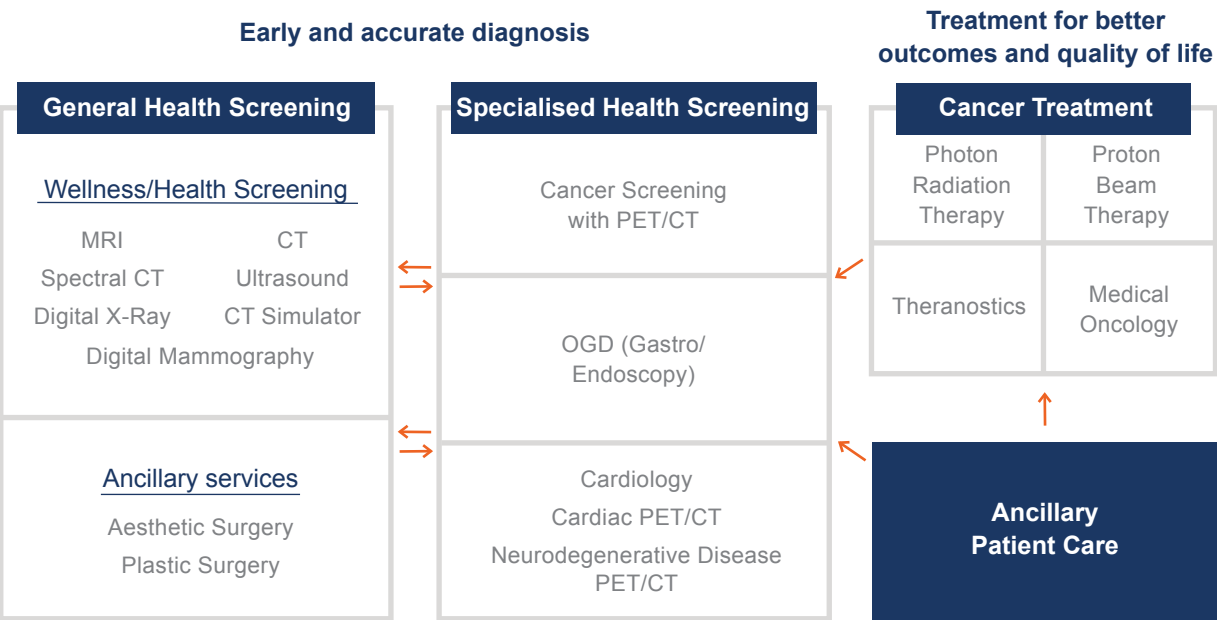 Early and accurate diagnosis
Treatment for better
outcomes and quality of life
General Health Screening
Wellness/Health Screening
MRI
CT
Spectral CT
Ultrasound
Digital X-Ray
CT Simulator
Digital Mammography
Ancillary services
Aesthetic Surgery
Plastic Surgery
Specialised Health Screening
Cancer Screening
with PET/CT
OGD (Gastro/
Endoscopy)
Cardiology
Cardiac PET/CT
Neurodegenerative Disease
PET/CT
Cancer Treatment
Photon
Radiation
Therapy
Proton
Beam
Therapy
Theranostics
Medical
Oncology
Ancillary
Patient Care